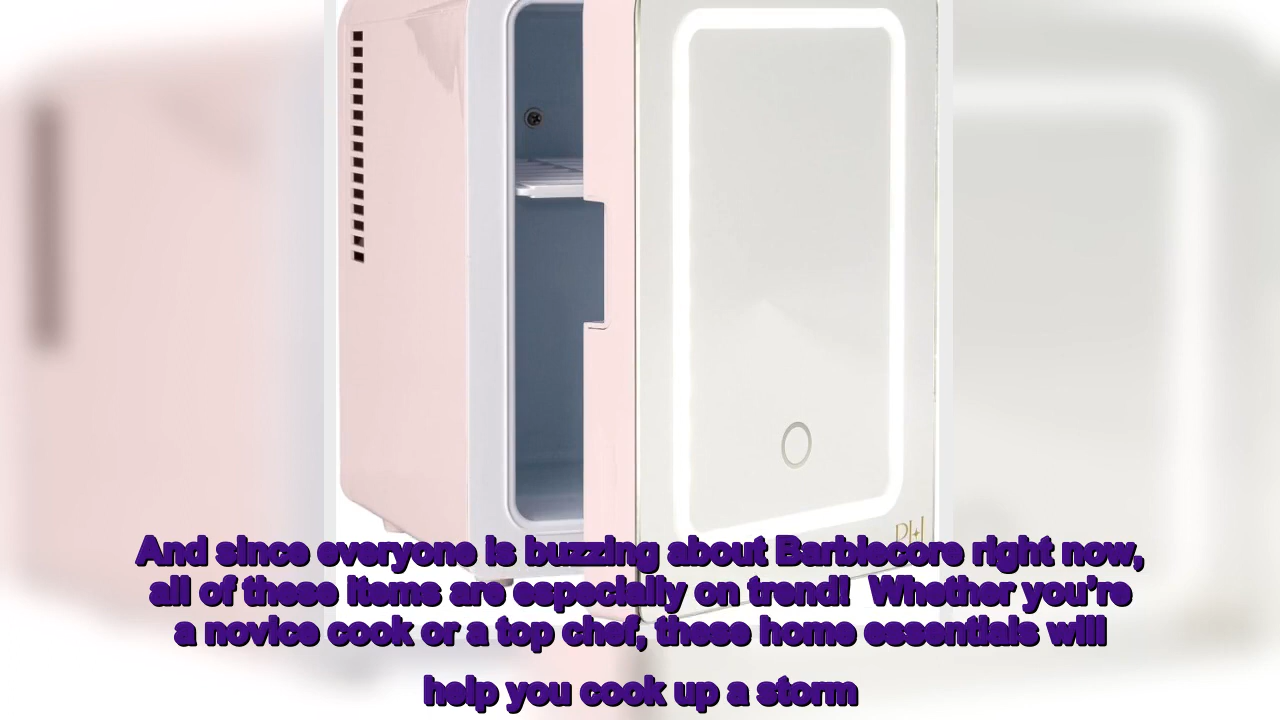 PH
And since everyone is buzzing about Barbiecore right now,
all of these items are especially on trend!  Whether you're
a novice cook or a top chef, these home essentials will
help you cook up a storm